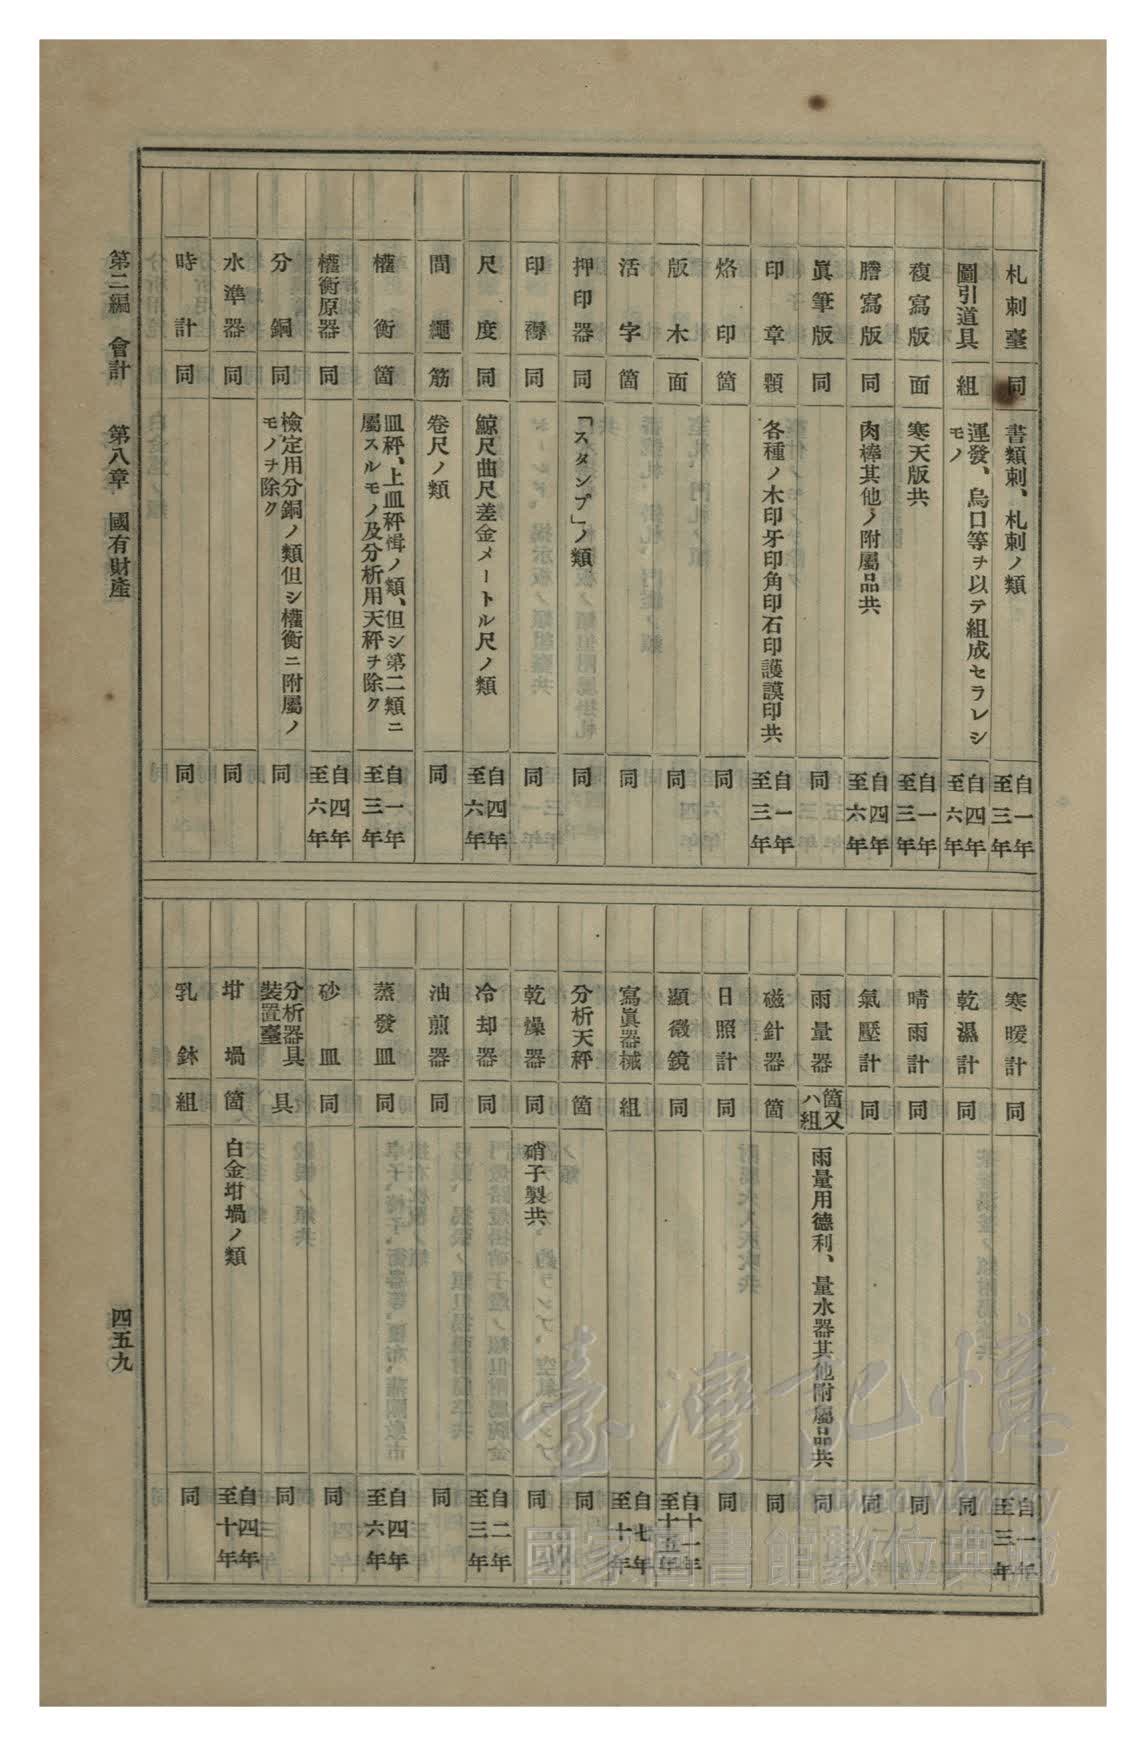 札刺臺 同 書類刺、札刺ノ類 自一年至三年
圖引道具 組 運發、烏口等ヲ以テ組成セラレシモノ 自四年至六年
複寫版 面 寒天版共 自一年至三年
謄寫版 同 肉棒其他ノ附屬品共 自四年至六年
眞筆版 同 同
印章 顆 各種ノ木印牙印角印石印護謨印共 自一年至三年
烙印 箇 同
版木 面 同
活字 箇 同
押印器 同 「スタンプ」ノ類 同
印褥 同 同
尺度 同 鯨尺曲尺差金メートル尺ノ類 自四年至六年
間繩 筋 卷尺ノ類 同
權衡 箇 皿秤、上皿秤楫ノ類、但シ第二類ニ屬スルモノ及分析用天秤ヲ除ク 自一年至三年
權衡原器 同 自四年至六年
分銅 同 檢定用分銅ノ類但シ權衡ニ附屬ノモノヲ除ク 同
水準器 同 同
時計 同 同
寒暖計 同 自一年至三年
乾濕計 同 同
晴雨計 同 同
氣壓計 同 同
雨量器 箇又ハ組 雨量用德利、量水器其他附屬品共 同
磁針器 箇 同
日照計 同 同
顯微鏡 同 自十一年至十五年
寫眞器械 組 自七年至十年
分析天秤 箇 同
乾燥器 同 硝子製共 同
冷却器 同 自二年至三年
油煎器 同 同
蒸發皿 同 自四年至六年
砂皿 同 同
分析器具裝置臺 具 同
坩堝 箇 白金坩堝ノ類 自四年至十年
乳鉢 組 同
第二編 會計 第八章 國有財產 四五九
臺灣記憶
Taiwan Memory
國家圖書館數位典藏